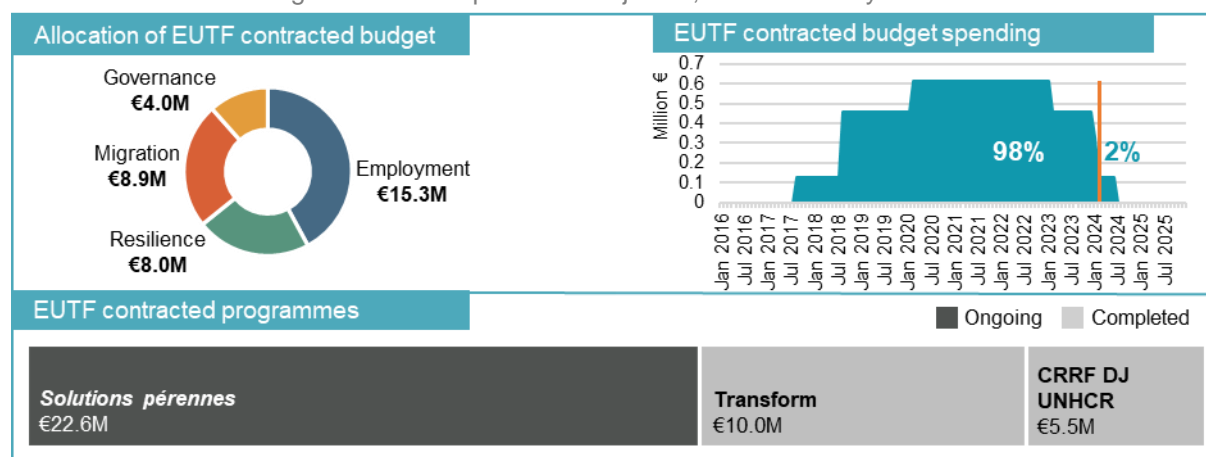 Allocation of EUTF contracted budget
Governance
€4.0M
Migration
€8.9M
Employment
€15.3M
Resilience
€8.0M
EUTF contracted budget spending
Million €
0.7
0.6
0.5
0.4
0.3
0.2
0.1
0
98%
2%
Jan 2016
Jul 2016
Jan 2017
Jul 2017
Jan 2018
Jul 2018
Jan 2019
Jul 2019
Jan 2020
Jul 2020
Jan 2021
Jul 2021
Jan 2022
Jul 2022
Jan 2023
Jul 2023
Jan 2024
Jul 2024
Jan 2025
Jul 2025
EUTF contracted programmes
Ongoing
Completed
Solutions pérennes
€22.6M
Transform
€10.0M
CRRF DJ
UNHCR
€5.5M